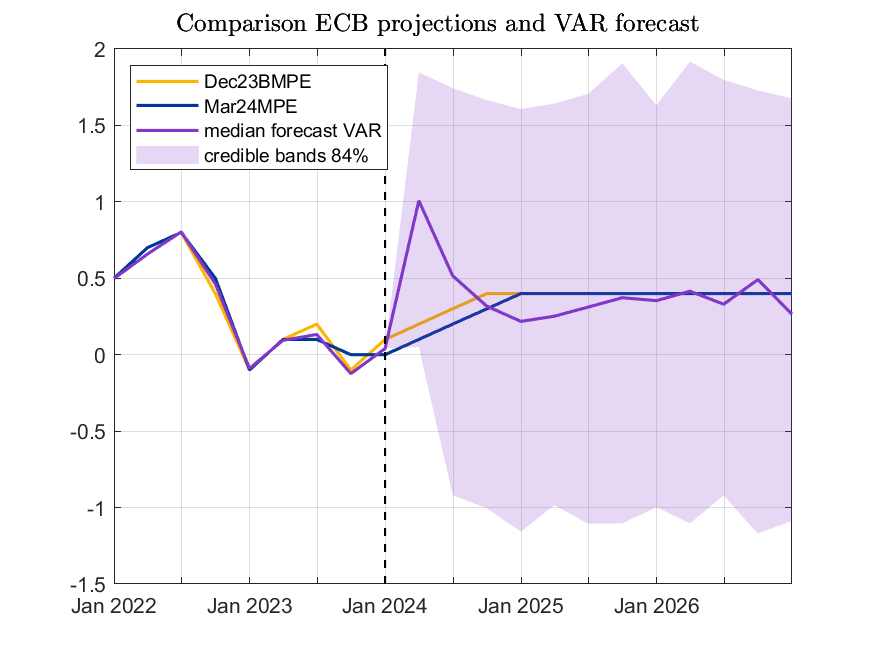 Comparison ECB projections and VAR forecast
2
1.5
1
0.5
0
-0.5
-1
-1.5
Dec23BMPE
Mar24MPE
median forecast VAR
credible bands 84%
Jan 2022 Jan 2023 Jan 2024 Jan 2025 Jan 2026